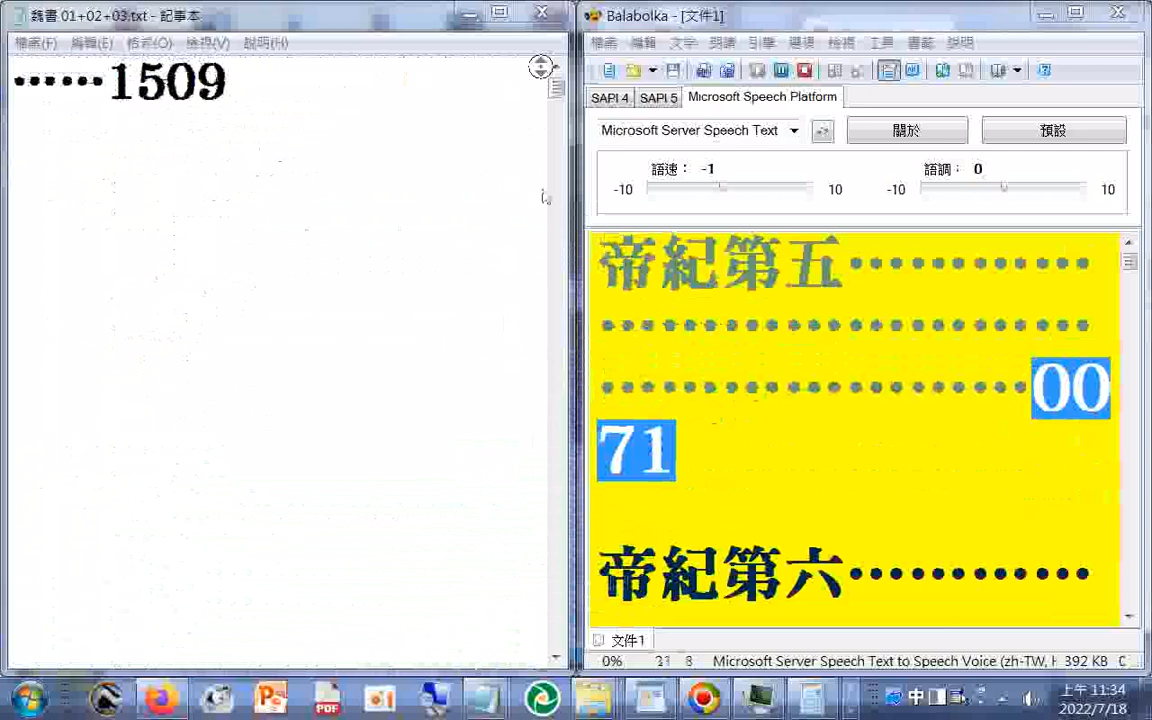 魏書01+02+03.txt - 記事本
檔案(F) 編輯(E) 格式(O) 檢視(V) 說明(H)
······1509
Balabolka - [文件1]
檔案 編輯 文字 朗讀 引擎 選項 檢視 工具 書籤 說明
SAPI 4 SAPI 5 Microsoft Speech Platform
Microsoft Server Speech Text 關於 預設
語速： -1 語調： 0
-10 10 -10 10
帝紀第五············
························
·····················00
71
帝紀第六············
文件1
0% 21 3 Microsoft Server Speech Text to Speech Voice (zh-TW, H 392 KB C
中 上午 11:34
2022/7/18